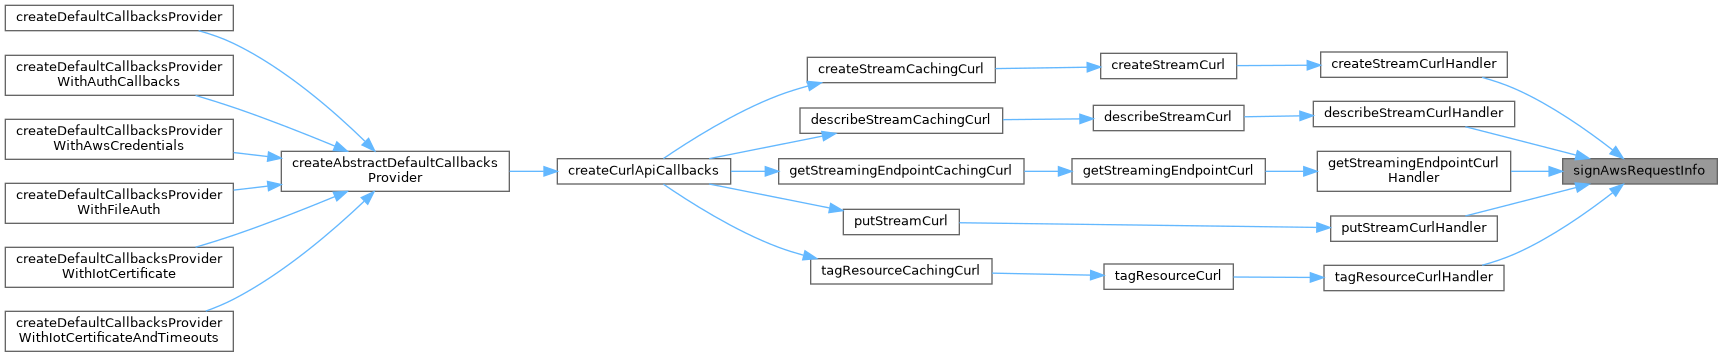 createDefaultCallbacksProvider
createDefaultCallbacksProvider
WithAuthCallbacks
createDefaultCallbacksProvider
WithAwsCredentials
createDefaultCallbacksProvider
WithFileAuth
createDefaultCallbacksProvider
WithIotCertificate
createDefaultCallbacksProvider
WithIotCertificateAndTimeouts
createAbstractDefaultCallbacks
Provider
createCurlApiCallbacks
createStreamCachingCurl
describeStreamCachingCurl
getStreamingEndpointCachingCurl
putStreamCurl
tagResourceCachingCurl
createStreamCurl
describeStreamCurl
getStreamingEndpointCurl
tagResourceCurl
createStreamCurlHandler
describeStreamCurlHandler
getStreamingEndpointCurl
Handler
putStreamCurlHandler
tagResourceCurlHandler
signAwsRequestInfo